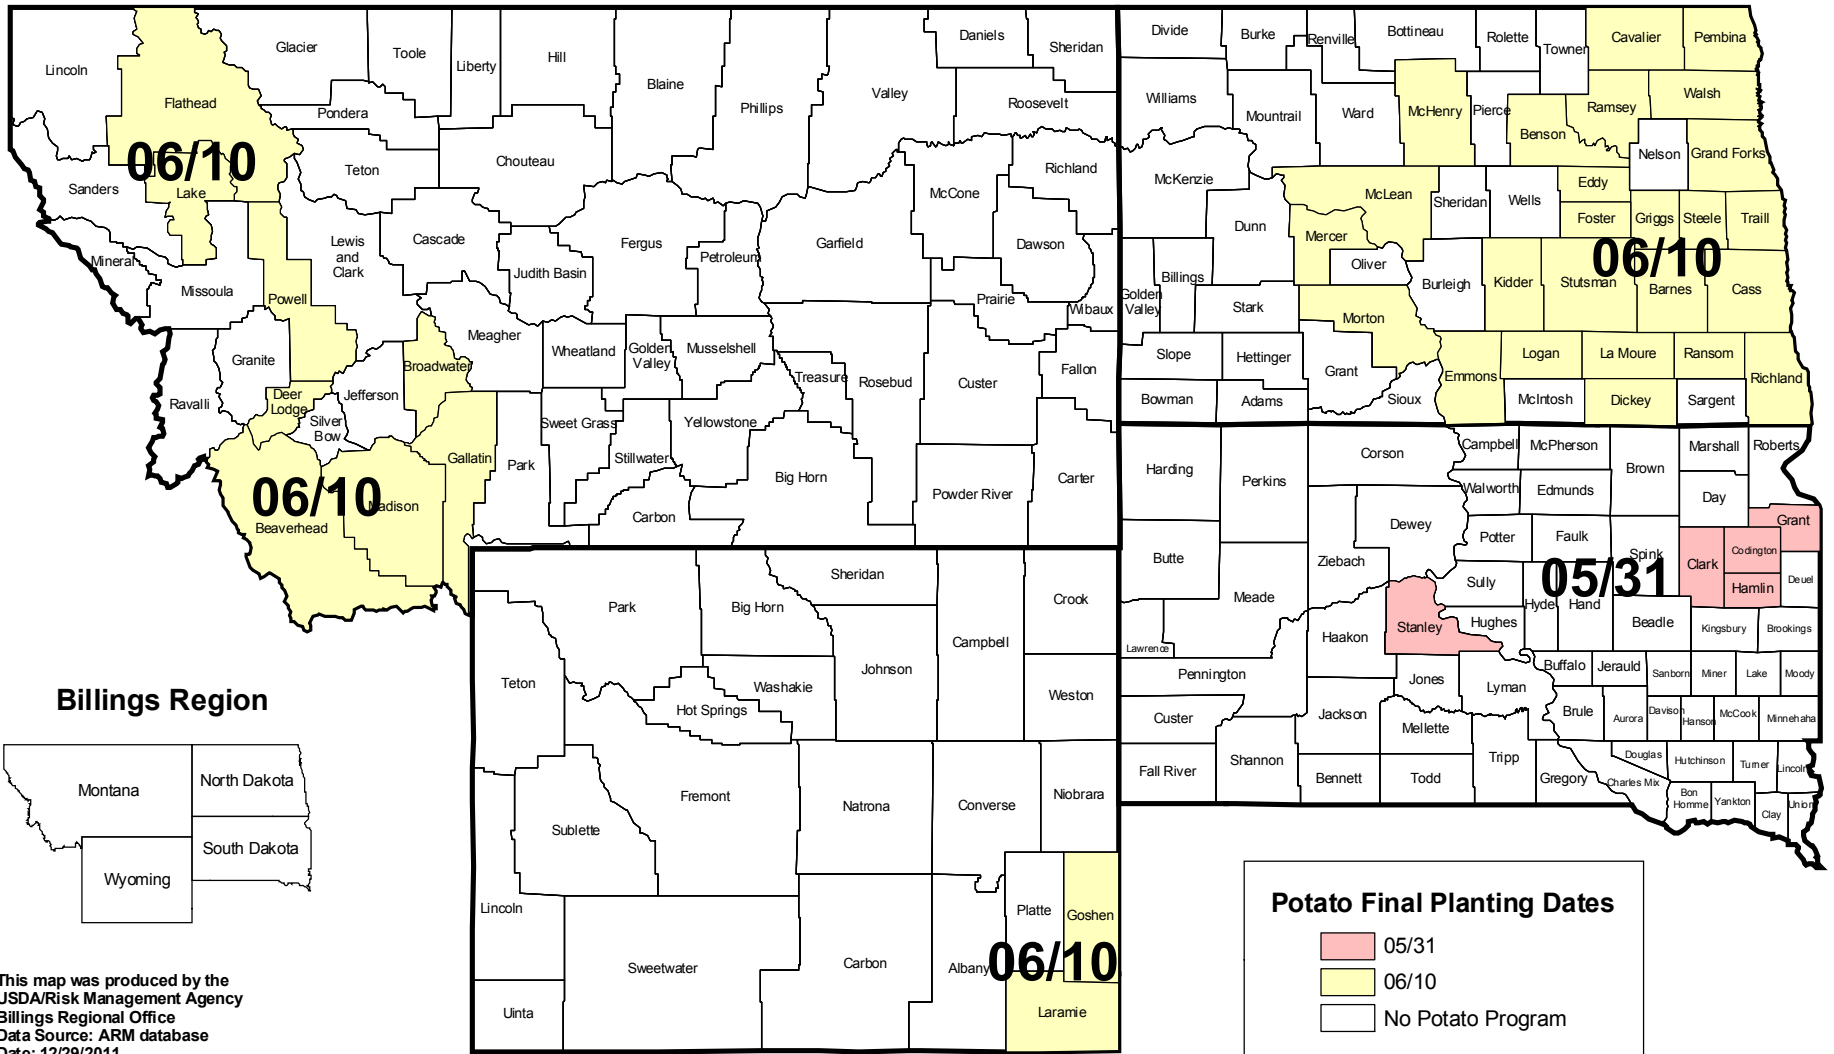 Lincoln
Flathead
Glacier
Toole
Liberty
Hill
Blaine
Phillips
Valley
Daniels
Sheridan
Roosevelt
Pondera
Teton
Chouteau
06/10
Sanders
Lake
Lewis
and
Clark
Cascade
Fergus
Judith Basin
Petroleum
Garfield
McCone
Richland
Dawson
Mineral
Missoula
Powell
Prairie
Wibaux
Meagher
Wheatland
Golden
Valley
Musselshell
Granite
Broadwater
Treasure
Rosebud
Custer
Fallon
Ravalli
Deer
Lodge
Jefferson
Silver
Bow
Sweet Grass
Yellowstone
Gallatin
Park
Stillwater
Big Horn
Powder River
Carter
06/10
Madison
Beaverhead
Carbon
Divide
Burke
Renville
Bottineau
Rolette
Towner
Cavalier
Pembina
Williams
Mountrail
Ward
McHenry
Pierce
Benson
Ramsey
Walsh
Nelson
Grand Forks
McKenzie
McLean
Sheridan
Wells
Eddy
Foster
Griggs
Steele
Traill
Dunn
Mercer
Oliver
06/10
Billings
Golden
Valley
Stark
Burleigh
Kidder
Stutsman
Barnes
Cass
Morton
Slope
Hettinger
Grant
Emmons
Logan
La Moure
Ransom
Richland
Bowman
Adams
Sioux
McIntosh
Dickey
Sargent
Harding
Perkins
Corson
Campbell
McPherson
Brown
Marshall
Roberts
Walworth
Edmunds
Day
Dewey
Potter
Faulk
Spink
Grant
Butte
Ziebach
05/31
Clark
Codington
Hamlin
Deuel
Meade
Sully
Hyde
Hand
Stanley
Hughes
Beadle
Kingsbury
Brookings
Haakon
Lawrence
Pennington
Jones
Lyman
Buffalo
Jerauld
Sanborn
Miner
Lake
Moody
Custer
Jackson
Mellette
Brule
Aurora
Davison
Hanson
McCook
Minnehaha
Fall River
Shannon
Bennett
Todd
Tripp
Gregory
Douglas
Charles Mix
Hutchinson
Turner
Lincoln
Bon
Homme
Yankton
Clay
Union
Park
Big Horn
Sheridan
Crook
Campbell
Johnson
Teton
Washakie
Hot Springs
Weston
Fremont
Natrona
Converse
Niobrara
Sublette
Lincoln
Platte
Goshen
06/10
Sweetwater
Carbon
Albany
Uinta
Laramie
Billings Region
Montana
North Dakota
South Dakota
Wyoming
This map was produced by the
USDA/Risk Management Agency
Billings Regional Office
Data Source: ARM database
Date: 12/29/2011
Potato Final Planting Dates
05/31
06/10
No Potato Program